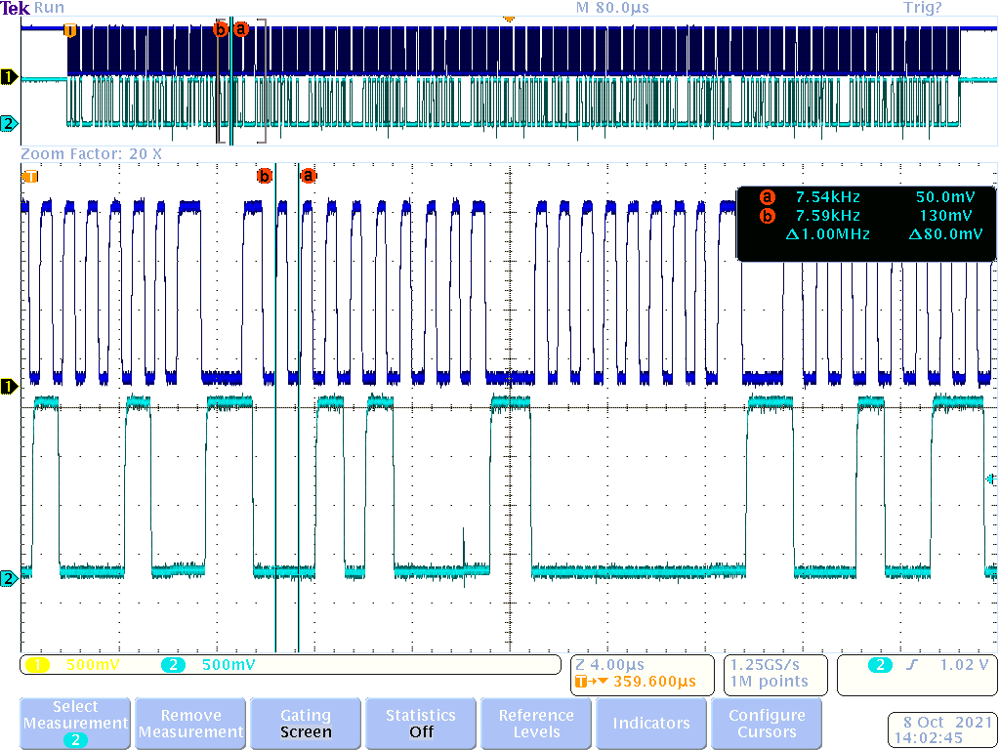 Tek Run M 80.0µs Trig?
T b a
1
2
Zoom Factor: 20 X
T b a
a 7.54kHz 50.0mV
b 7.59kHz 130mV
Δ1.00MHz Δ80.0mV
1
2
1 500mV 2 500mV
Z 4.00µs
T→▼ 359.600µs
1.25GS/s
1M points
2 1.02 V
Select
Measurement
2
Remove
Measurement
Gating
Screen
Statistics
Off
Reference
Levels
Indicators
Configure
Cursors
8 Oct 2021
14:02:45